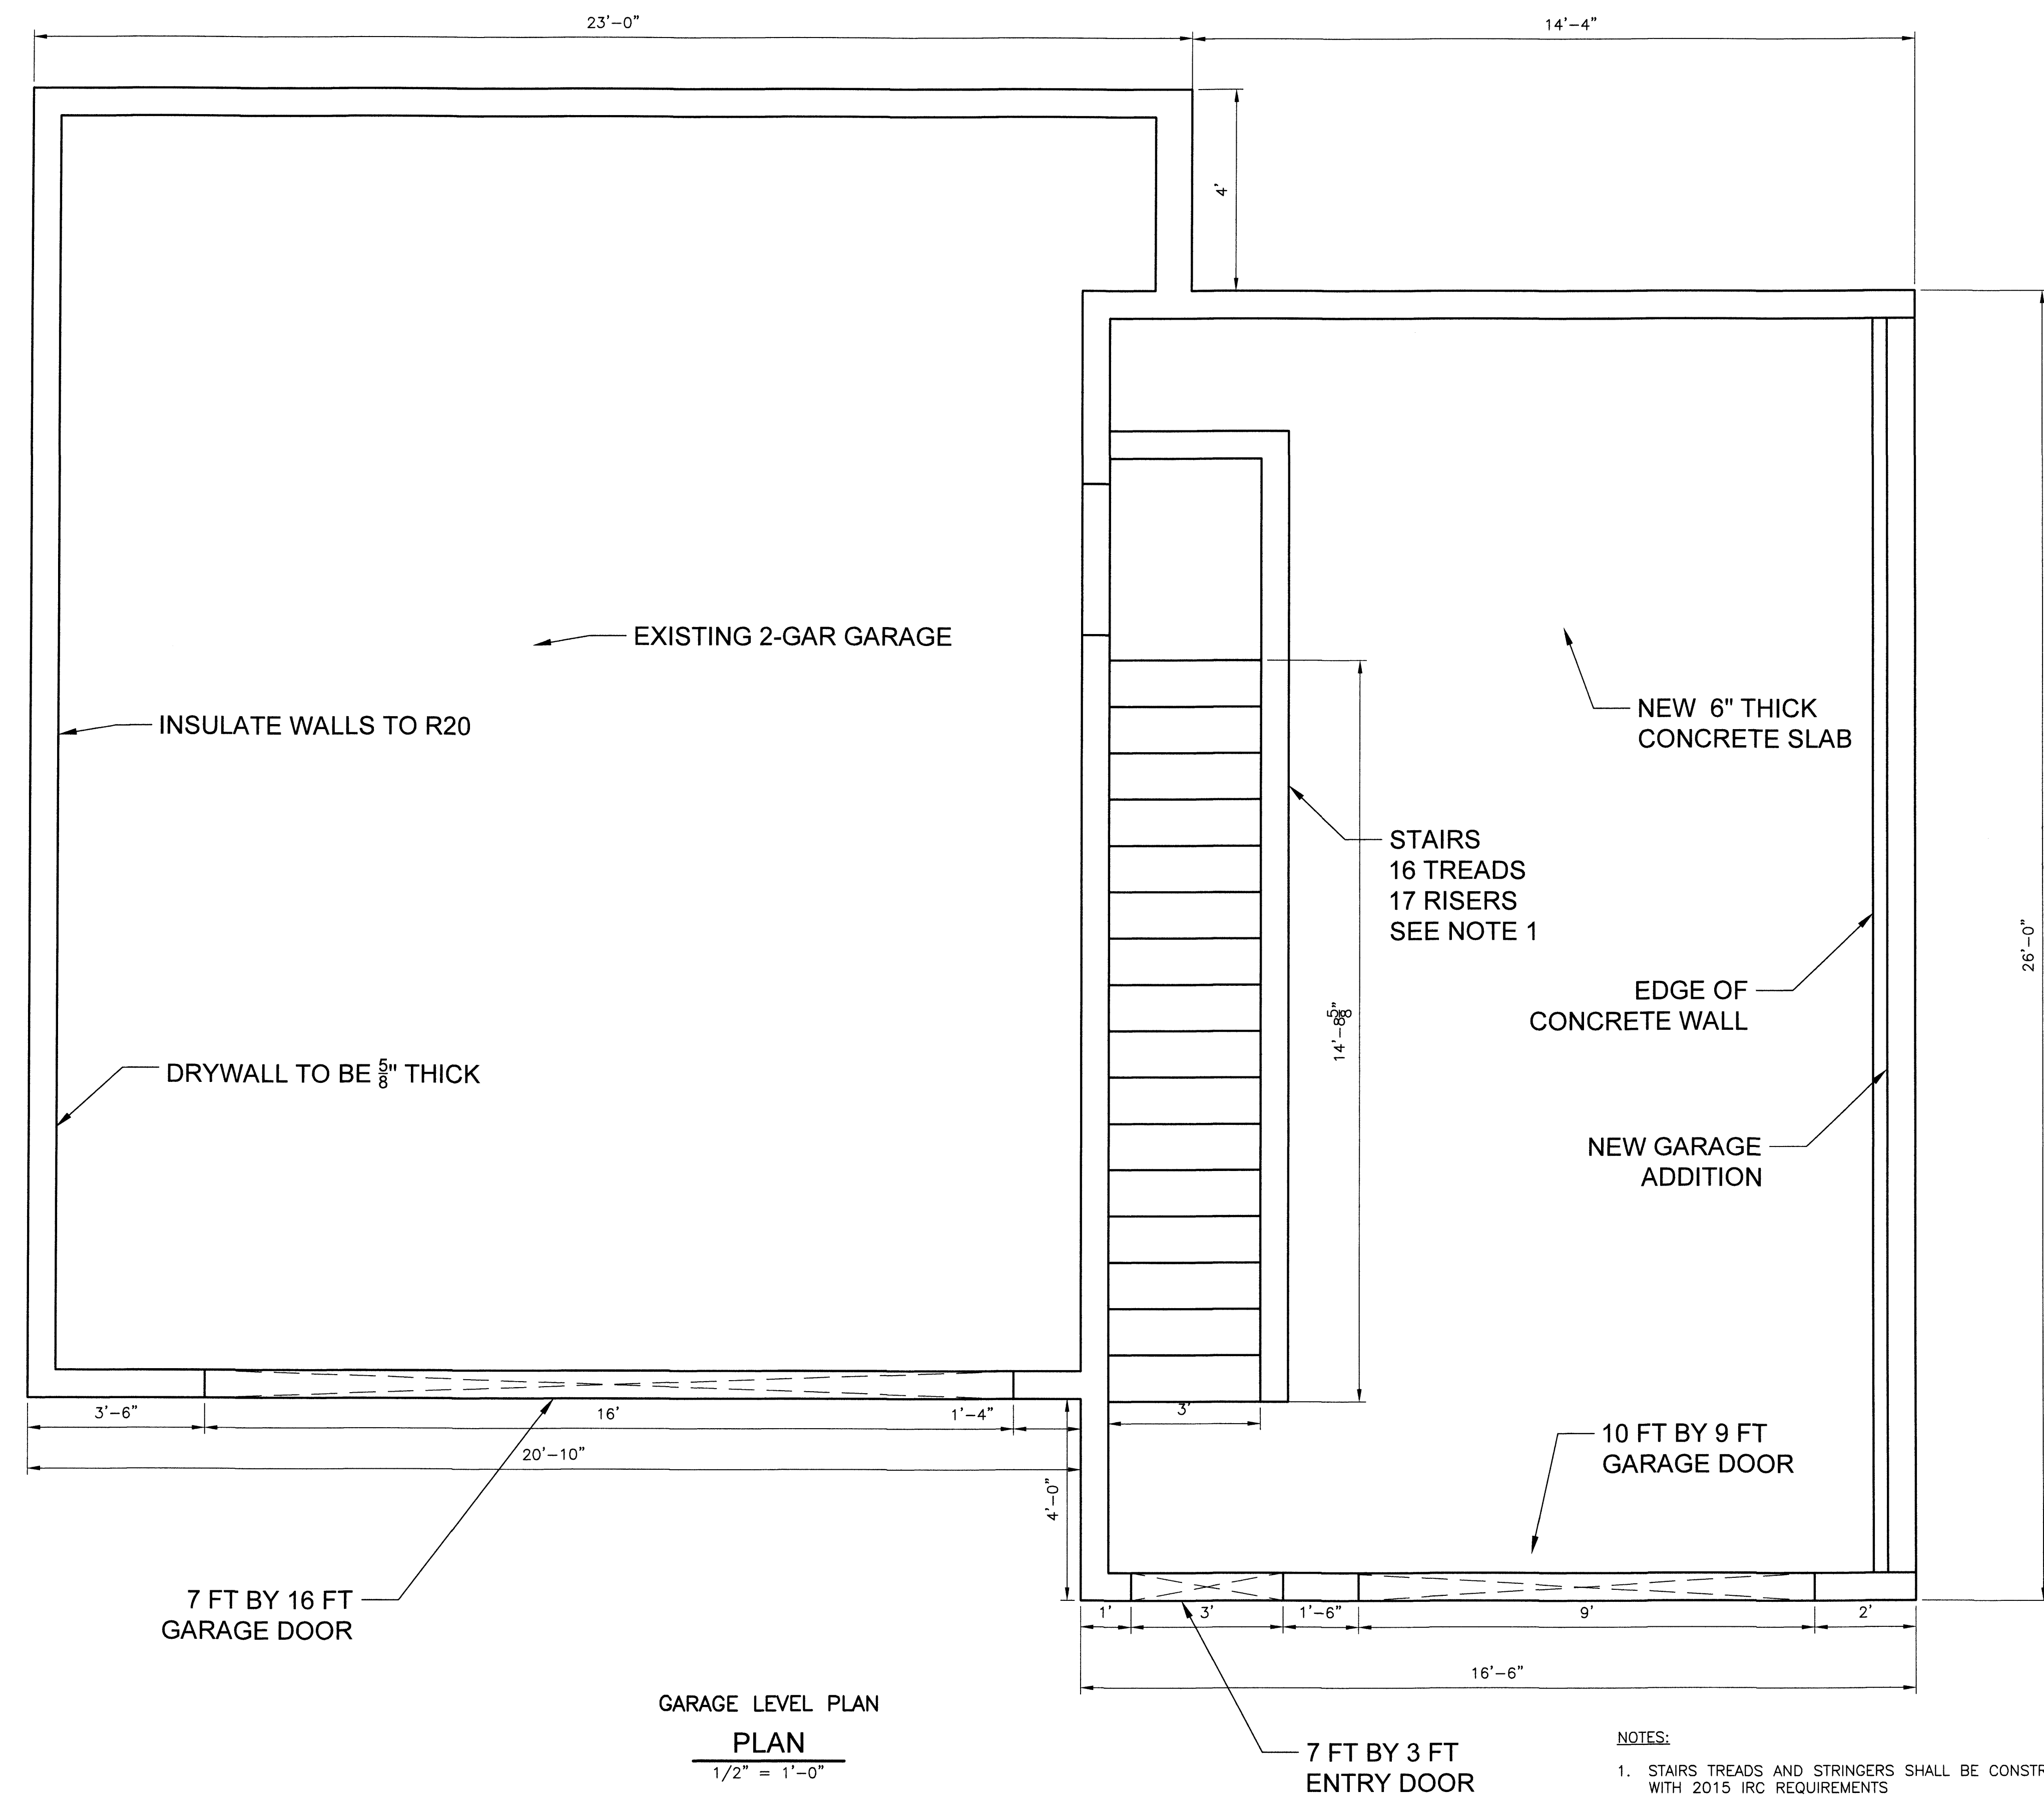 23'-0"
14'-4"
4'
EXISTING 2-GAR GARAGE
INSULATE WALLS TO R20
NEW 6" THICK
CONCRETE SLAB
STAIRS
16 TREADS
17 RISERS
SEE NOTE 1
26'-0"
EDGE OF
CONCRETE WALL
14'-8 5/8"
DRYWALL TO BE 5/8" THICK
NEW GARAGE
ADDITION
3'-6"
16'
1'-4"
3'
20'-10"
10 FT BY 9 FT
GARAGE DOOR
4'-0"
7 FT BY 16 FT
GARAGE DOOR
1'
3'
1'-6"
9'
2'
16'-6"
GARAGE LEVEL PLAN
PLAN
1/2" = 1'-0"
7 FT BY 3 FT
ENTRY DOOR
NOTES:
1. STAIRS TREADS AND STRINGERS SHALL BE CONSTR
WITH 2015 IRC REQUIREMENTS